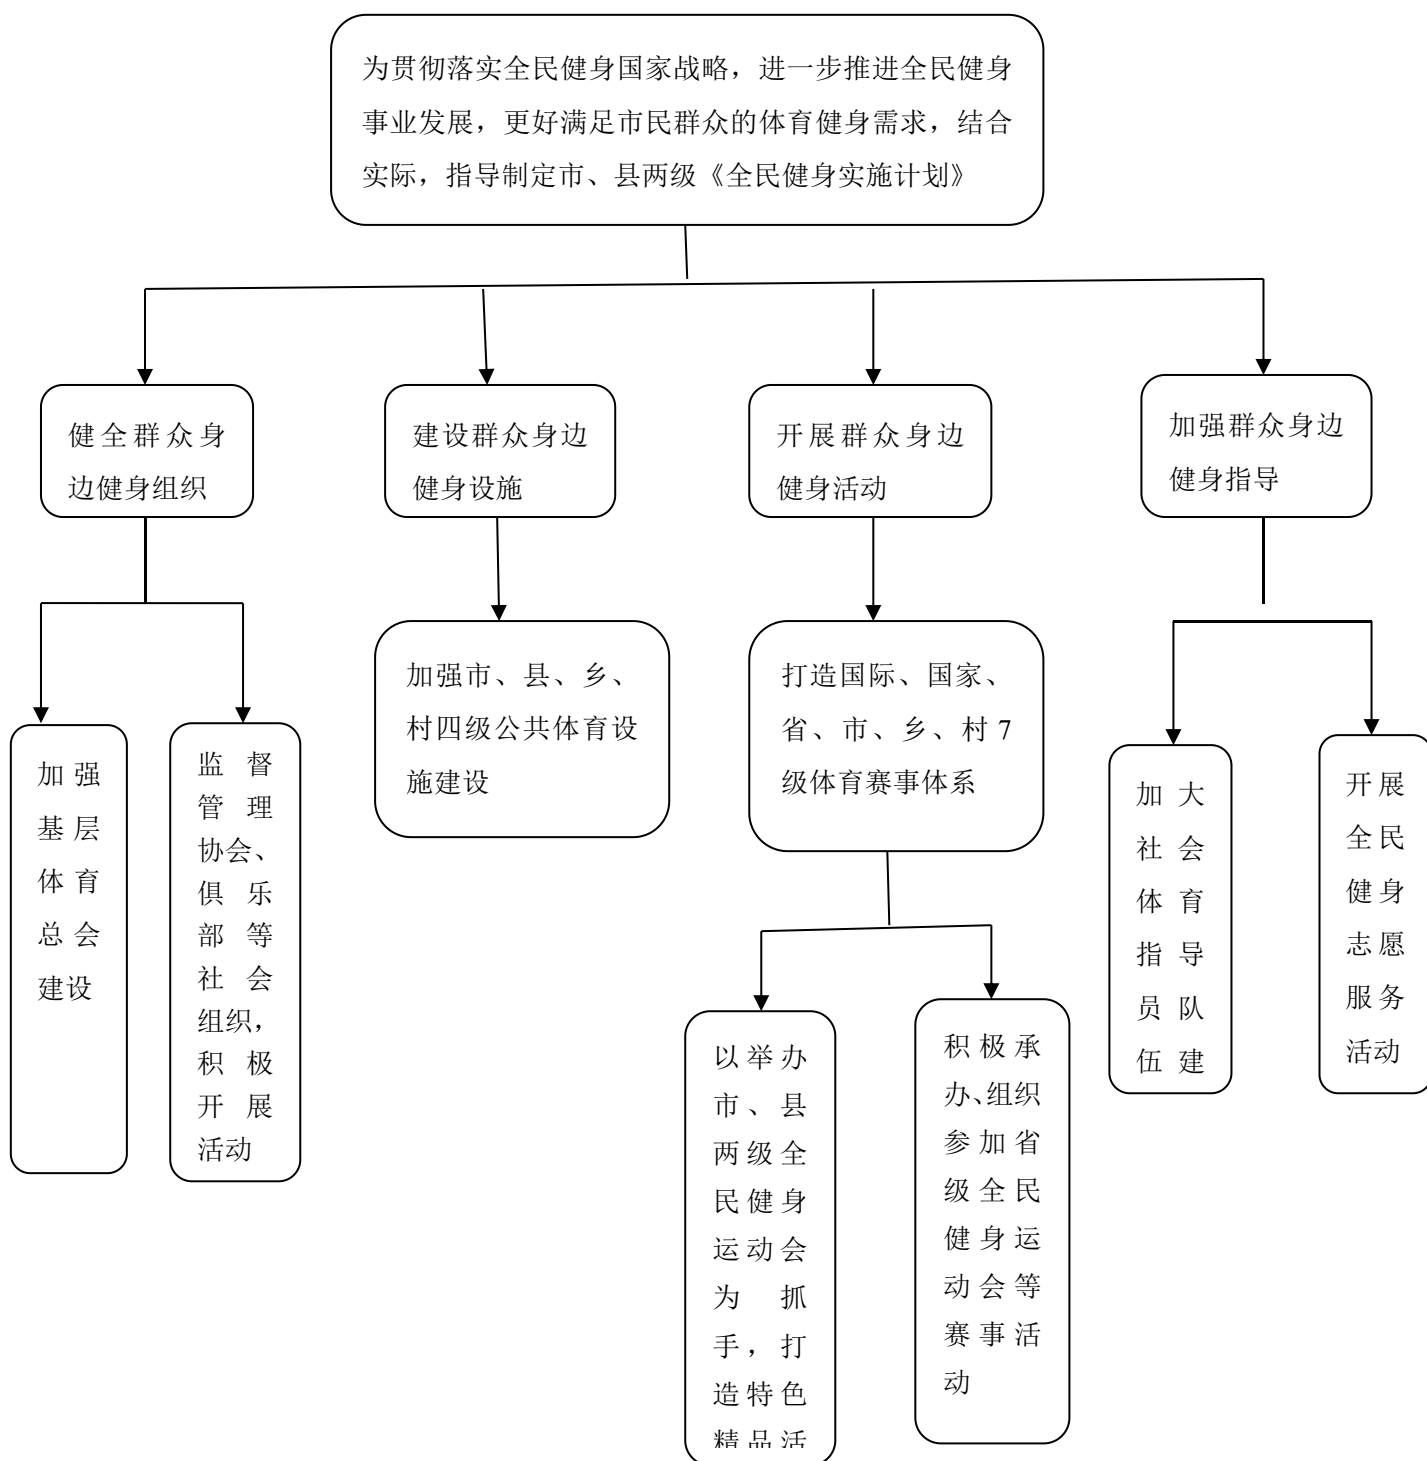 为贯彻落实全民健身国家战略，进一步推进全民健身
事业发展，更好满足市民群众的体育健身需求，结合
实际，指导制定市、县两级《全民健身实施计划》
健全群众身
边健身组织
建设群众身边
健身设施
开展群众身边
健身活动
加强群众身边
健身指导
加强
基层
体育
总会
建设
监督
管理
协会、
俱乐
部等
社会
组织，
积极
开展
活动
加强市、县、乡、
村四级公共体育设
施建设
打造国际、国家、
省、市、乡、村7
级体育赛事体系
以举办
市、县
两级全
民健身
运动会
为抓
手，打
造特色
精品活
积极承
办、组织
参加省
级全民
健身运
动会等
赛事活
动
加大
社会
体育
指导
员队
伍建
开展
全民
健身
志愿
服务
活动